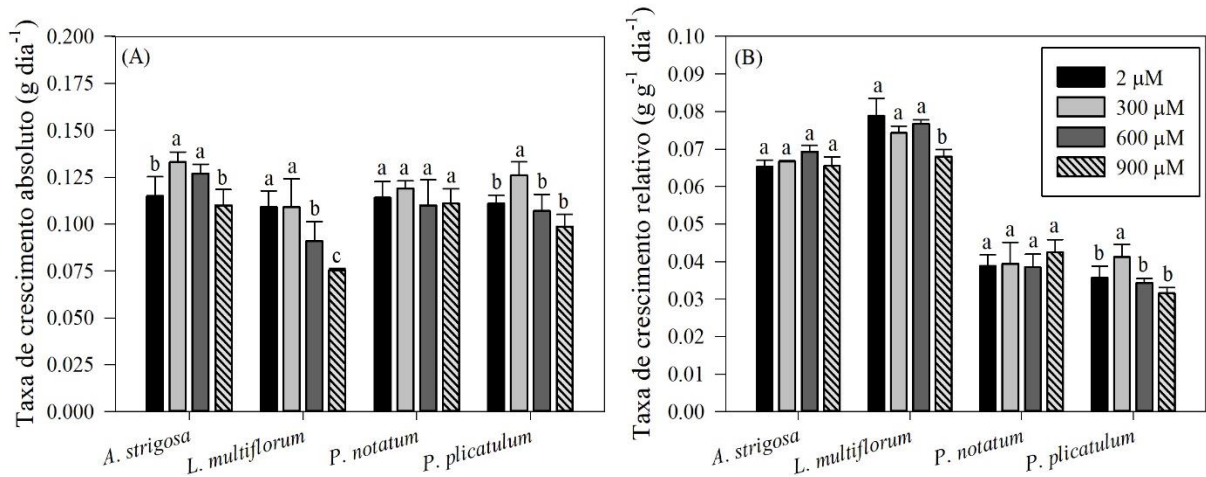 (A)
Taxa de crescimento absoluto (g dia⁻¹)
0.200
0.175
0.150
0.125
0.100
0.075
0.050
0.025
0.000
b a a b
a a b c
a a a a
b a b b
A. strigosa
L. multiflorum
P. notatum
P. plicatulum
(B)
Taxa de crescimento relativo (g g⁻¹ dia⁻¹)
0.10
0.09
0.08
0.07
0.06
0.05
0.04
0.03
0.02
0.01
0.00
a a a a
a a a b
a a a a
b a b b
2 µM
300 µM
600 µM
900 µM
A. strigosa
L. multiflorum
P. notatum
P. plicatulum